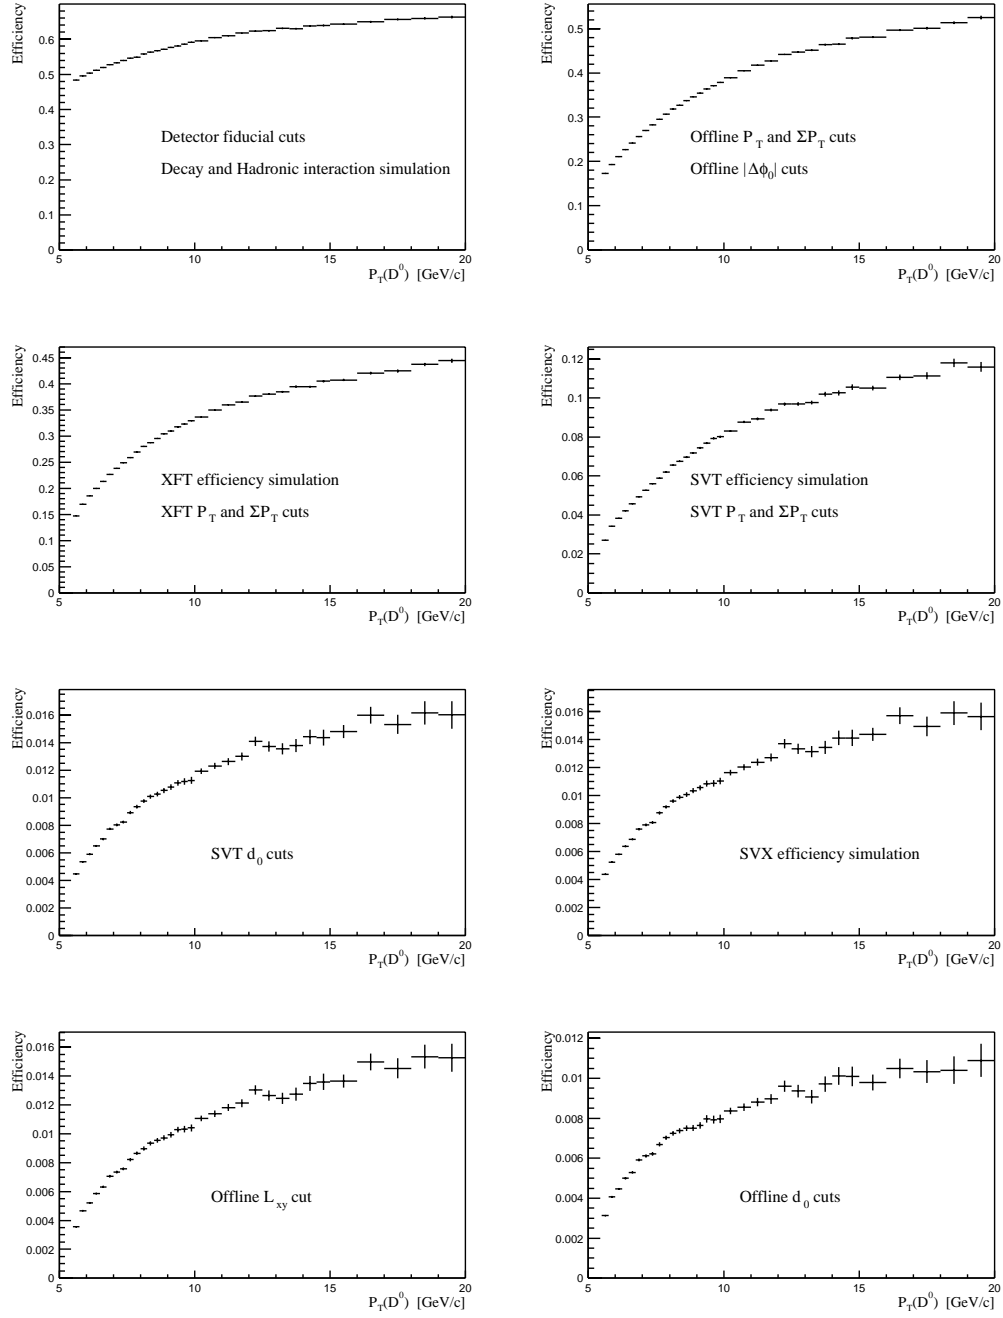 Efficiency
0.6
0.5
0.4
0.3
0.2
0.1
0
Detector fiducial cuts
Decay and Hadronic interaction simulation
5 10 15 20
P_T(D^0) [GeV/c]
Efficiency
0.5
0.4
0.3
0.2
0.1
0
Offline P_T and ΣP_T cuts
Offline |Δϕ_0| cuts
5 10 15 20
P_T(D^0) [GeV/c]
Efficiency
0.45
0.4
0.35
0.3
0.25
0.2
0.15
0.1
0.05
0
XFT efficiency simulation
XFT P_T and ΣP_T cuts
5 10 15 20
P_T(D^0) [GeV/c]
Efficiency
0.12
0.1
0.08
0.06
0.04
0.02
0
SVT efficiency simulation
SVT P_T and ΣP_T cuts
5 10 15 20
P_T(D^0) [GeV/c]
Efficiency
0.016
0.014
0.012
0.01
0.008
0.006
0.004
0.002
0
SVT d_0 cuts
5 10 15 20
P_T(D^0) [GeV/c]
Efficiency
0.016
0.014
0.012
0.01
0.008
0.006
0.004
0.002
0
SVX efficiency simulation
5 10 15 20
P_T(D^0) [GeV/c]
Efficiency
0.016
0.014
0.012
0.01
0.008
0.006
0.004
0.002
0
Offline L_xy cut
5 10 15 20
P_T(D^0) [GeV/c]
Efficiency
0.012
0.01
0.008
0.006
0.004
0.002
0
Offline d_0 cuts
5 10 15 20
P_T(D^0) [GeV/c]